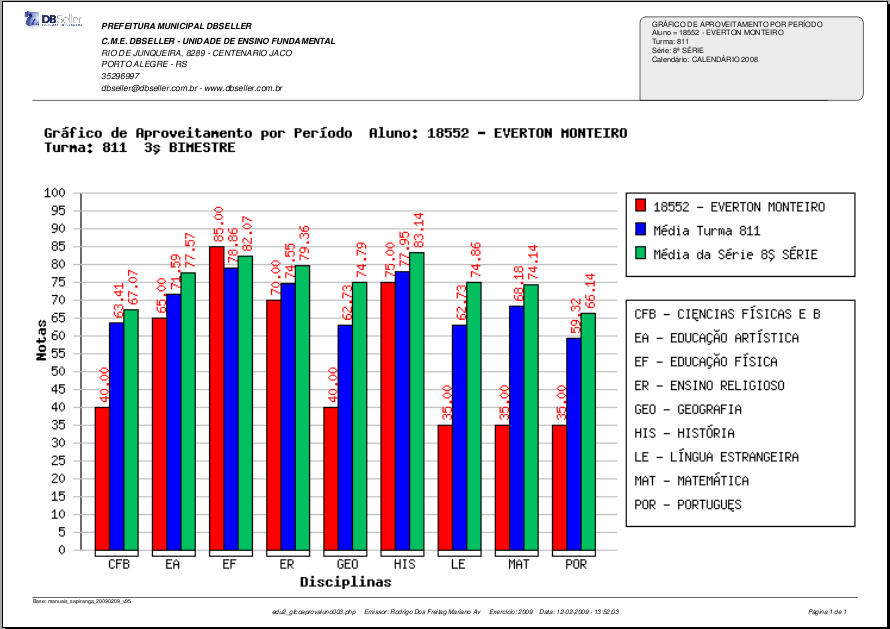 DBSeller
PREFEITURA MUNICIPAL DBSELLER
C.M.E. DBSELLER - UNIDADE DE ENSINO FUNDAMENTAL
RIO DE JUNQUEIRA, 8289 - CENTENARIO JACO
PORTO ALEGRE - RS
35296997
dbseller@dbseller.com.br - www.dbseller.com.br
GRÁFICO DE APROVEITAMENTO POR PERÍODO
Aluno = 18552 - EVERTON MONTEIRO
Turma: 811
Série: 8ª SÉRIE
Calendário: CALENDÁRIO 2008
Gráfico de Aproveitamento por Período Aluno: 18552 - EVERTON MONTEIRO
Turma: 811 3ş BIMESTRE
100
95
90
85
80
75
70
65
60
55
50
45
40
35
30
25
20
15
10
5
0
Notas
40.00 63.41 67.07
65.00 71.59 77.57
85.00 78.86 82.07
70.00 74.55 79.36
40.00 62.73 74.79
75.00 77.95 83.14
35.00 62.73 74.86
35.00 68.18 74.14
35.00 59.32 66.14
CFB EA EF ER GEO HIS LE MAT POR
Disciplinas
18552 - EVERTON MONTEIRO
Média Turma 811
Média da Série 8Ş SÉRIE
CFB - CIĘNCIAS FÍSICAS E B
EA - EDUCAÇĂO ARTÍSTICA
EF - EDUCAÇĂO FÍSICA
ER - ENSINO RELIGIOSO
GEO - GEOGRAFIA
HIS - HISTÓRIA
LE - LÍNGUA ESTRANGEIRA
MAT - MATEMÁTICA
POR - PORTUGUĘS
Base: manuais_sapiranga_20090209_v95
edu2_grfcoaprovaluno003.php Emissor: Rodrigo Dos Freitag Mariano Av Exercício: 2009 Data: 12-02-2009 - 13:52:03
Página 1 de 1